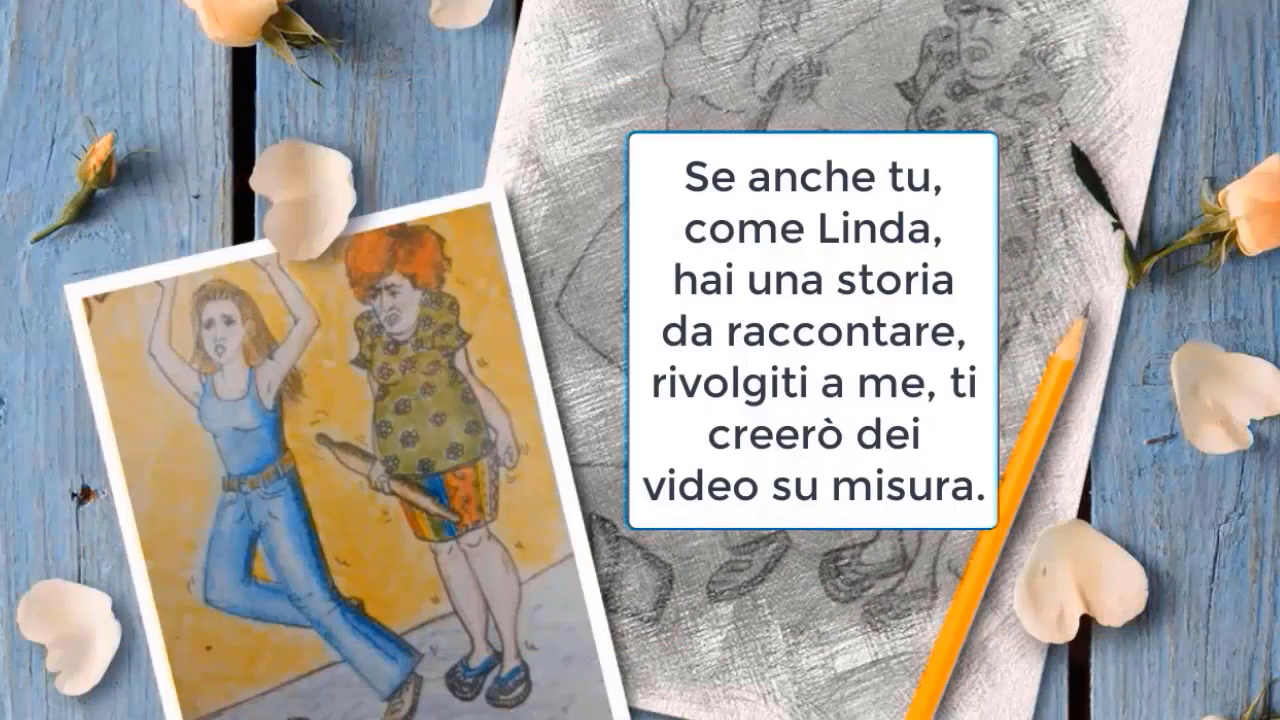 Se anche tu,
come Linda,
hai una storia
da raccontare,
rivolgiti a me, ti
creerò dei
video su misura.